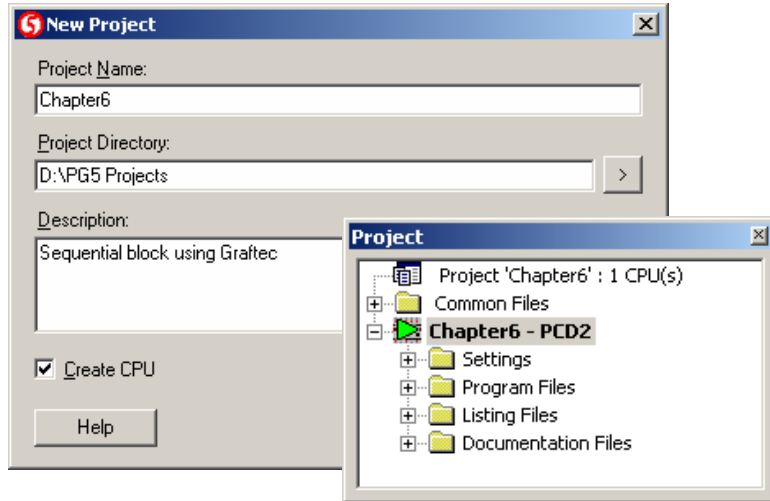 New Project
Project Name:
Chapter6
Project Directory:
D:\PG5 Projects
>
Description:
Sequential block using Graftec
Create CPU
Help
Project
Project 'Chapter6' : 1 CPU(s)
Common Files
Chapter6 - PCD2
Settings
Program Files
Listing Files
Documentation Files